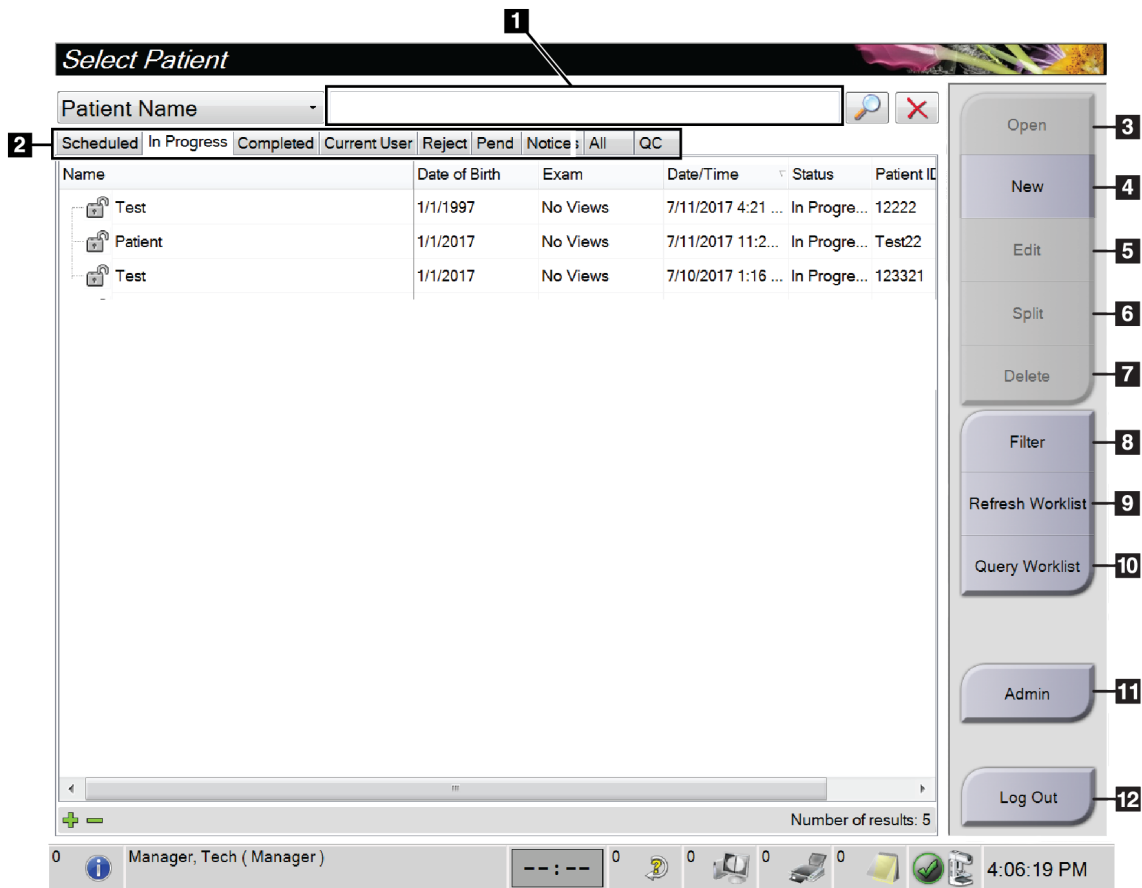 1
Select Patient
Patient Name
2
Scheduled In Progress Completed Current User Reject Pend Notices All QC
Name Date of Birth Exam Date/Time Status Patient ID
Test 1/1/1997 No Views 7/11/2017 4:21 ... In Progre... 12222
Patient 1/1/2017 No Views 7/11/2017 11:2... In Progre... Test22
Test 1/1/2017 No Views 7/10/2017 1:16 ... In Progre... 123321
Number of results: 5
Open 3
New 4
Edit 5
Split 6
Delete 7
Filter 8
Refresh Worklist 9
Query Worklist 10
Admin 11
Log Out 12
0 Manager, Tech ( Manager ) --:-- 0 0 0 0 4:06:19 PM